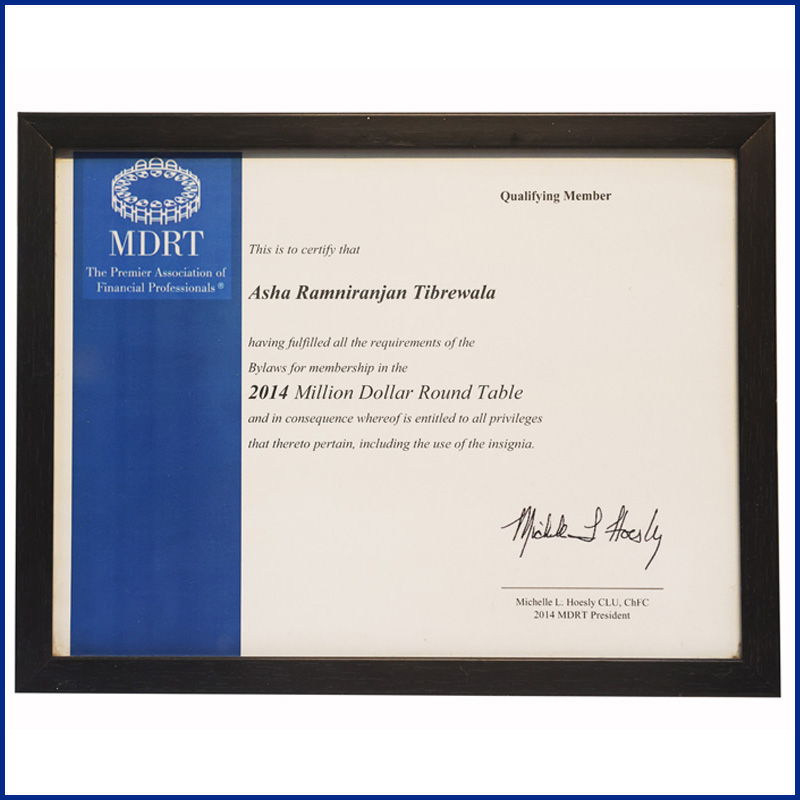 MDRT
The Premier Association of
Financial Professionals ®
Qualifying Member
This is to certify that
Asha Ramniranjan Tibrewala
having fulfilled all the requirements of the
Bylaws for membership in the
2014 Million Dollar Round Table
and in consequence whereof is entitled to all privileges
that thereto pertain, including the use of the insignia.
Michelle L Hoesly
Michelle L. Hoesly CLU, ChFC
2014 MDRT President